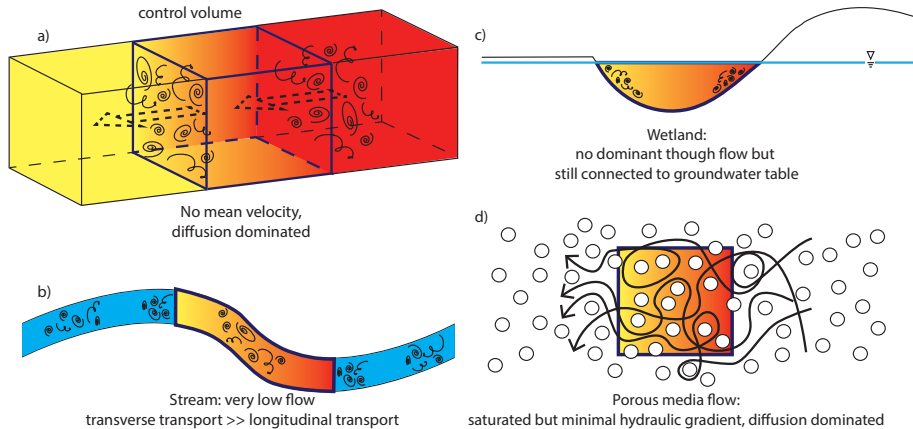 control volume
a)
No mean velocity,
diffusion dominated
b)
Stream: very low flow
transverse transport >> longitudinal transport
c)
Wetland:
no dominant though flow but
still connected to groundwater table
d)
Porous media flow:
saturated but minimal hydraulic gradient, diffusion dominated